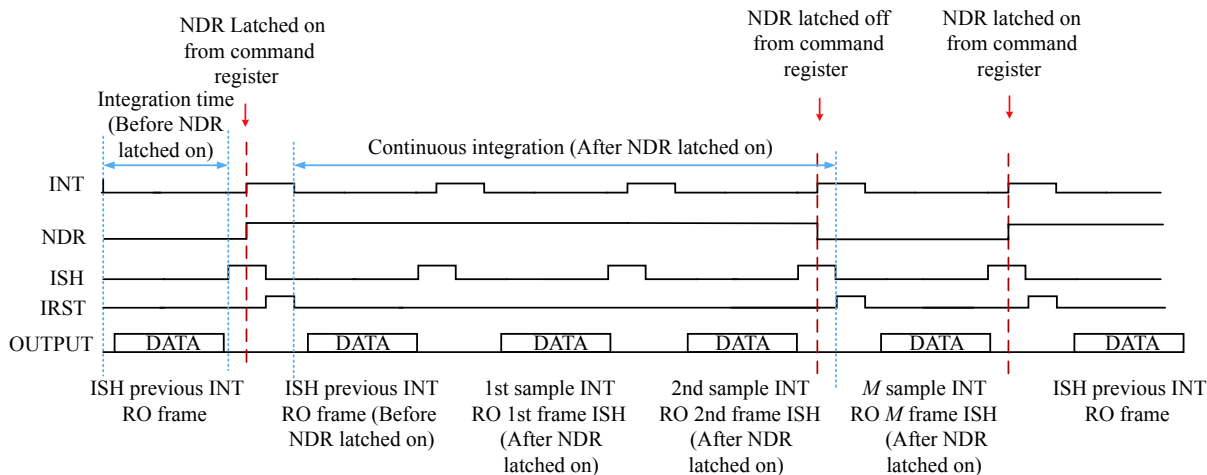 NDR Latched on
from command
register
NDR latched off
from command
register
NDR latched on
from command
register
Integration time
(Before NDR
latched on)
Continuous integration (After NDR latched on)
INT
NDR
ISH
IRST
OUTPUT
DATA
DATA
DATA
DATA
DATA
DATA
ISH previous INT
RO frame
ISH previous INT
RO frame (Before
NDR latched on)
1st sample INT
RO 1st frame ISH
(After NDR
latched on)
2nd sample INT
RO 2nd frame ISH
(After NDR
latched on)
M sample INT
RO M frame ISH
(After NDR
latched on)
ISH previous INT
RO frame